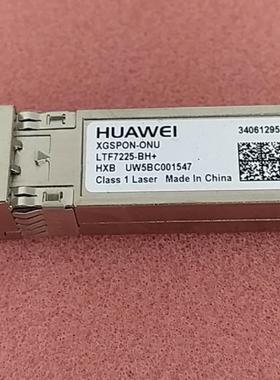 HUAWEI
34061295
XGSPON-ONU
LTF7225-BH+
HXB UW5BC001547
Class 1 Laser Made In China